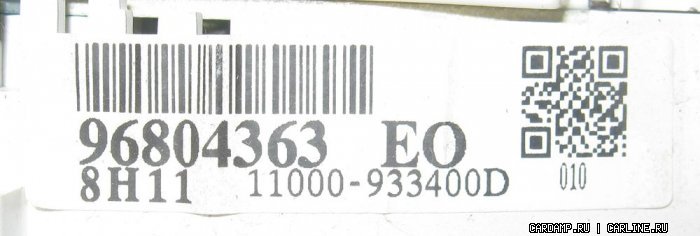 96804363 EO
8H11 11000-933400D
010
CARDAMP.RU | CARLINE.RU